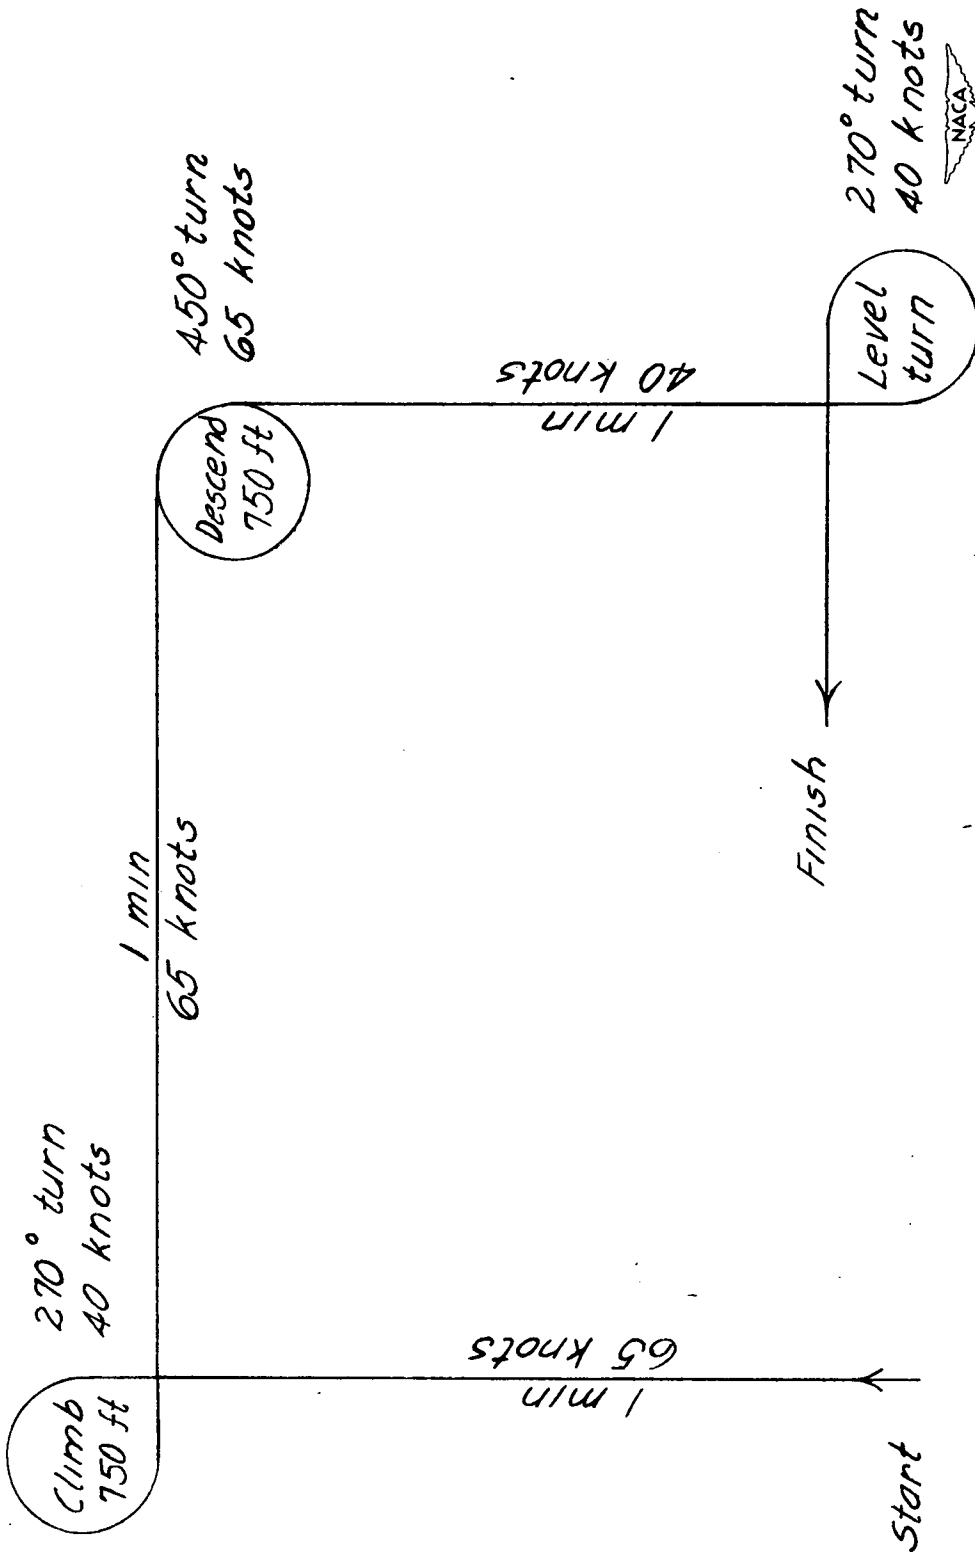 270° turn
40 knots
Climb
750 ft
1 min
65 knots
450° turn
65 knots
Descend
750 ft
1 min
65 knots
1 min
40 knots
270° turn
40 knots
Level
turn
Start
Finish
NACA